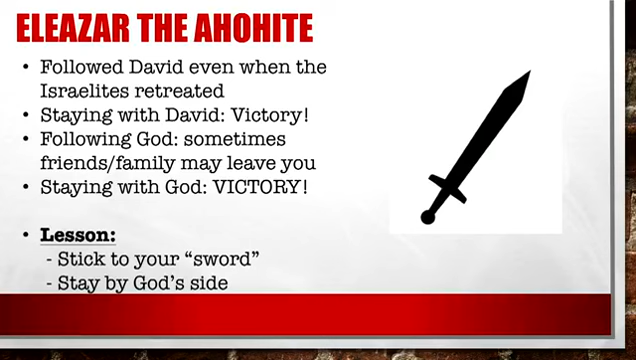 ELEAZAR THE AHOHITE
• Followed David even when the
Israelites retreated
• Staying with David: Victory!
• Following God: sometimes
friends/family may leave you
• Staying with God: VICTORY!
• Lesson:
- Stick to your “sword”
- Stay by God’s side